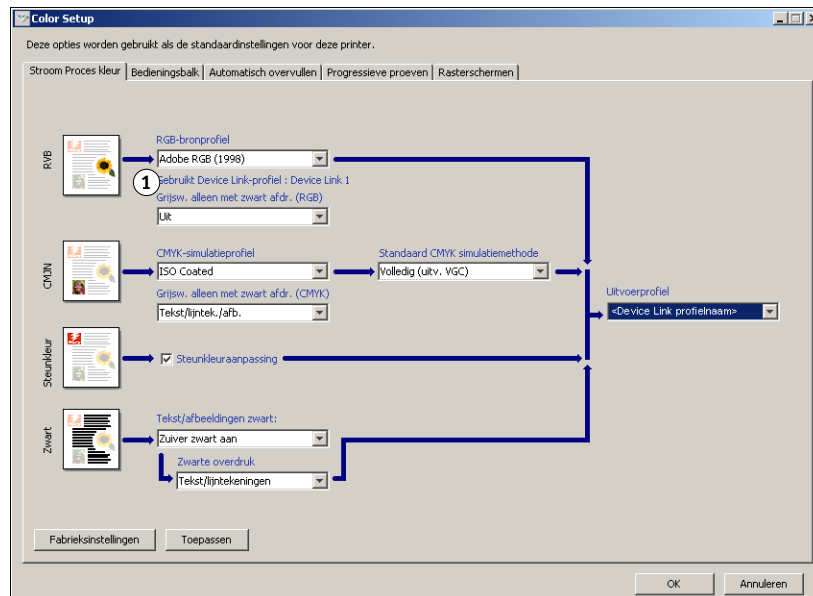 Color Setup
Deze opties worden gebruikt als de standaardinstellingen voor deze printer.
Stroom Proces kleur Bedieningsbalk Automatisch overvullen Progressieve proeven Rasterschermen
RVB
RGB-bronprofiel
Adobe RGB (1998)
1
Gebruikt Device Link-profiel : Device Link 1
Grijsw. alleen met zwart afdr. (RGB)
Uit
CMJN
CMYK-simulatieprofiel
ISO Coated
Standaard CMYK simulatiemethode
Volledig (uitv. VGC)
Grijsw. alleen met zwart afdr. (CMYK)
Tekst/lijntek./afb.
Uitvoerprofiel
<Device Link profielnaam>
Steunkleur
Steunkleuraanpassing
Zwart
Tekst/afbeeldingen zwart:
Zuiver zwart aan
Zwarte overdruk
Tekst/lijntekeningen
Fabrieksinstellingen
Toepassen
OK
Annuleren